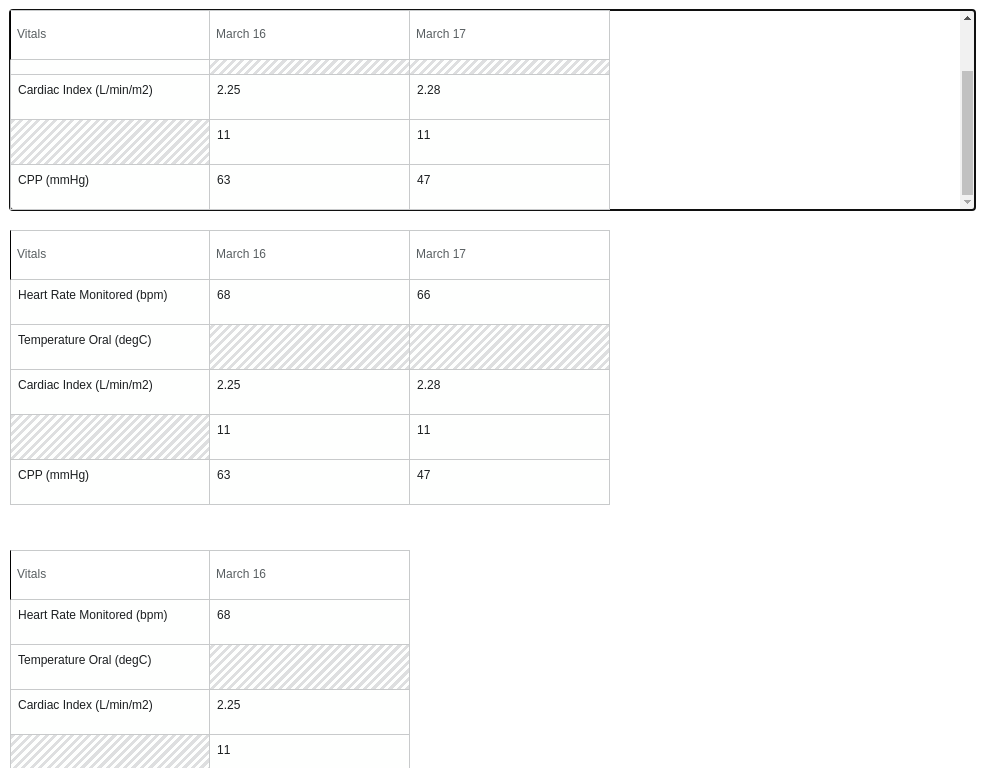 Vitals March 16 March 17
Cardiac Index (L/min/m2) 2.25 2.28
11 11
CPP (mmHg) 63 47
Vitals March 16 March 17
Heart Rate Monitored (bpm) 68 66
Temperature Oral (degC)
Cardiac Index (L/min/m2) 2.25 2.28
11 11
CPP (mmHg) 63 47
Vitals March 16
Heart Rate Monitored (bpm) 68
Temperature Oral (degC)
Cardiac Index (L/min/m2) 2.25
11